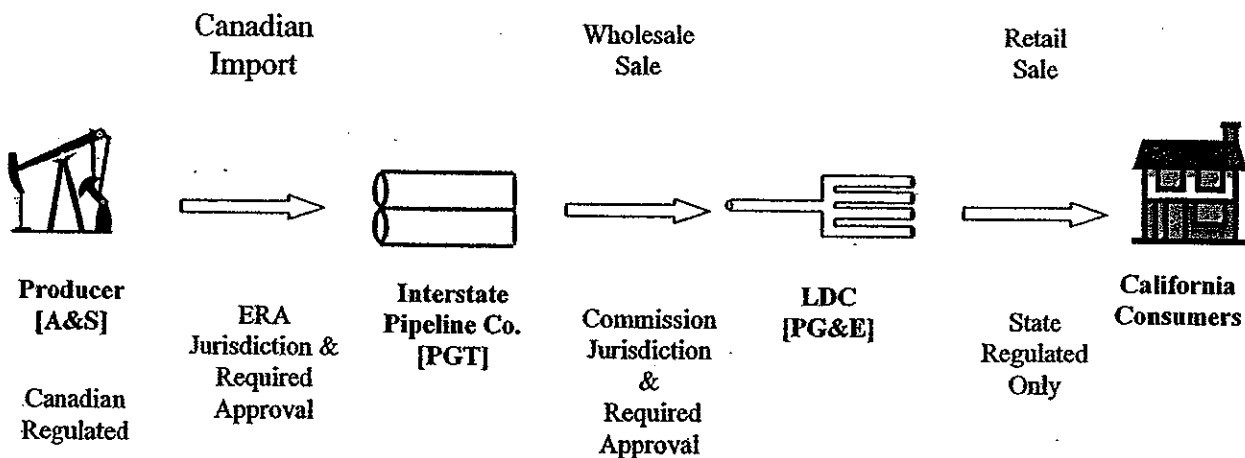 Canadian
Import
Wholesale
Sale
Retail
Sale
Producer
[A&S]
Canadian
Regulated
ERA
Jurisdiction &
Required
Approval
Interstate
Pipeline Co.
[PGT]
Commission
Jurisdiction
&
Required
Approval
LDC
[PG&E]
State
Regulated
Only
California
Consumers